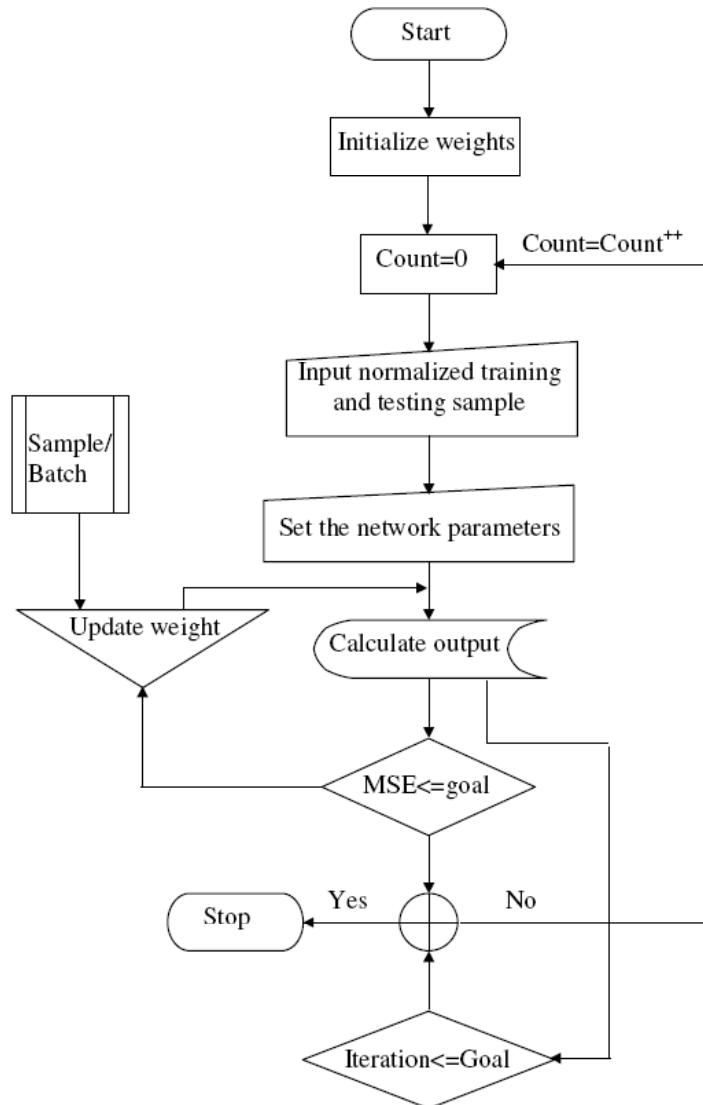 Start
Initialize weights
Count=0
Count=Count++
Input normalized training
and testing sample
Sample/
Batch
Set the network parameters
Update weight
Calculate output
MSE<=goal
Stop
Yes
No
Iteration<=Goal